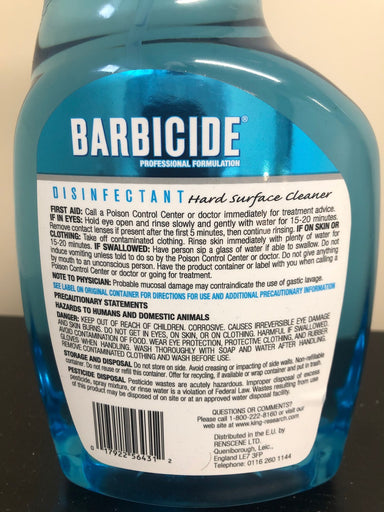 BARBICIDE®
PROFESSIONAL FORMULATION
DISINFECTANT Hard Surface Cleaner
FIRST AID: Call a Poison Control Center or doctor immediately for treatment advice.
IF IN EYES: Hold eye open and rinse slowly and gently with water for 15-20 minutes.
Remove contact lenses if present after the first 5 minutes, then continue rinsing. IF ON SKIN OR
CLOTHING: Take off contaminated clothing. Rinse skin immediately with plenty of water for
15-20 minutes. IF SWALLOWED: Have person sip a glass of water if able to swallow. Do not
induce vomiting unless told to do so by the Poison Control Center or doctor. Do not give anything
by mouth to an unconscious person. Have the product container or label with you when calling a
Poison Control Center or doctor or going for treatment.
NOTE TO PHYSICIAN: Probable mucosal damage may contraindicate the use of gastic lavage.
SEE LABEL ON ORIGINAL CONTAINER FOR DIRECTIONS FOR USE AND ADDITIONAL PRECAUTIONARY INFORMATION
PRECAUTIONARY STATEMENTS
HAZARDS TO HUMANS AND DOMESTIC ANIMALS
DANGER: KEEP OUT OF REACH OF CHILDREN. CORROSIVE. CAUSES IRREVERSIBLE EYE DAMAGE
AND SKIN BURNS. DO NOT GET IN EYES, ON SKIN, OR ON CLOTHING. HARMFUL IF SWALLOWED.
AVOID CONTAMINATION OF FOOD. WEAR EYE PROTECTION, PROTECTIVE CLOTHING, AND RUBBER
GLOVES WHEN HANDLING. WASH THOROUGHLY WITH SOAP AND WATER AFTER HANDLING.
REMOVE CONTAMINATED CLOTHING AND WASH BEFORE USE.
STORAGE AND DISPOSAL Do not store on side. Avoid creasing or impacting of side walls. Non-refillable
container. Do not reuse or refill this container. Offer for recycling, if available or wrap container and put in trash.
PESTICIDE DISPOSAL: Pesticide wastes are acutely hazardous. Improper disposal of excess
Pesticide, spray mixture, or rinse water is a violation of Federal Law. Wastes resulting from use
of this product may be disposed of on site or at an approved waste disposal facility.
QUESTIONS OR COMMENTS?
Please call 1-800-222-8160 or visit our
web site at www.king-research.com
Distributed in the E.U. by
RENSCENE LTD.
Queniborough, Leic.,
England LE7 3FP
Telephone: 0116 260 1144
0 17922 56431 2